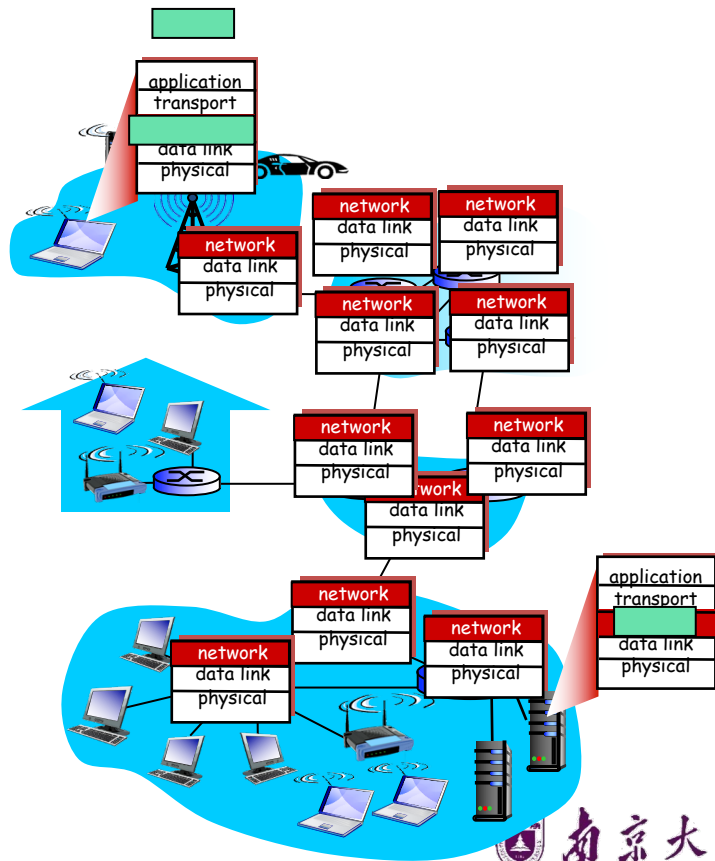 application
transport
data link
physical
network
data link
physical
network
data link
physical
network
data link
physical
network
data link
physical
network
data link
physical
network
data link
physical
network
data link
physical
work
data link
physical
application
transport
data link
physical
network
data link
physical
network
data link
physical
network
data link
physical
南京大